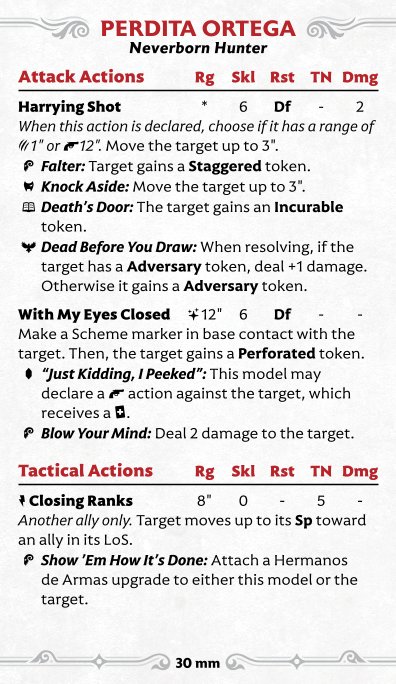 PERDITA ORTEGA
Neverborn Hunter
Attack Actions Rg Skl Rst TN Dmg
Harrying Shot * 6 Df - 2
When this action is declared, choose if it has a range of
1" or 12". Move the target up to 3".
Falter: Target gains a Staggered token.
Knock Aside: Move the target up to 3".
Death's Door: The target gains an Incurable
token.
Dead Before You Draw: When resolving, if the
target has a Adversary token, deal +1 damage.
Otherwise it gains a Adversary token.
With My Eyes Closed 12" 6 Df - -
Make a Scheme marker in base contact with the
target. Then, the target gains a Perforated token.
“Just Kidding, I Peeked”: This model may
declare a action against the target, which
receives a .
Blow Your Mind: Deal 2 damage to the target.
Tactical Actions Rg Skl Rst TN Dmg
Closing Ranks 8" 0 - 5 -
Another ally only. Target moves up to its Sp toward
an ally in its LoS.
Show 'Em How It's Done: Attach a Hermanos
de Armas upgrade to either this model or the
target.
30 mm